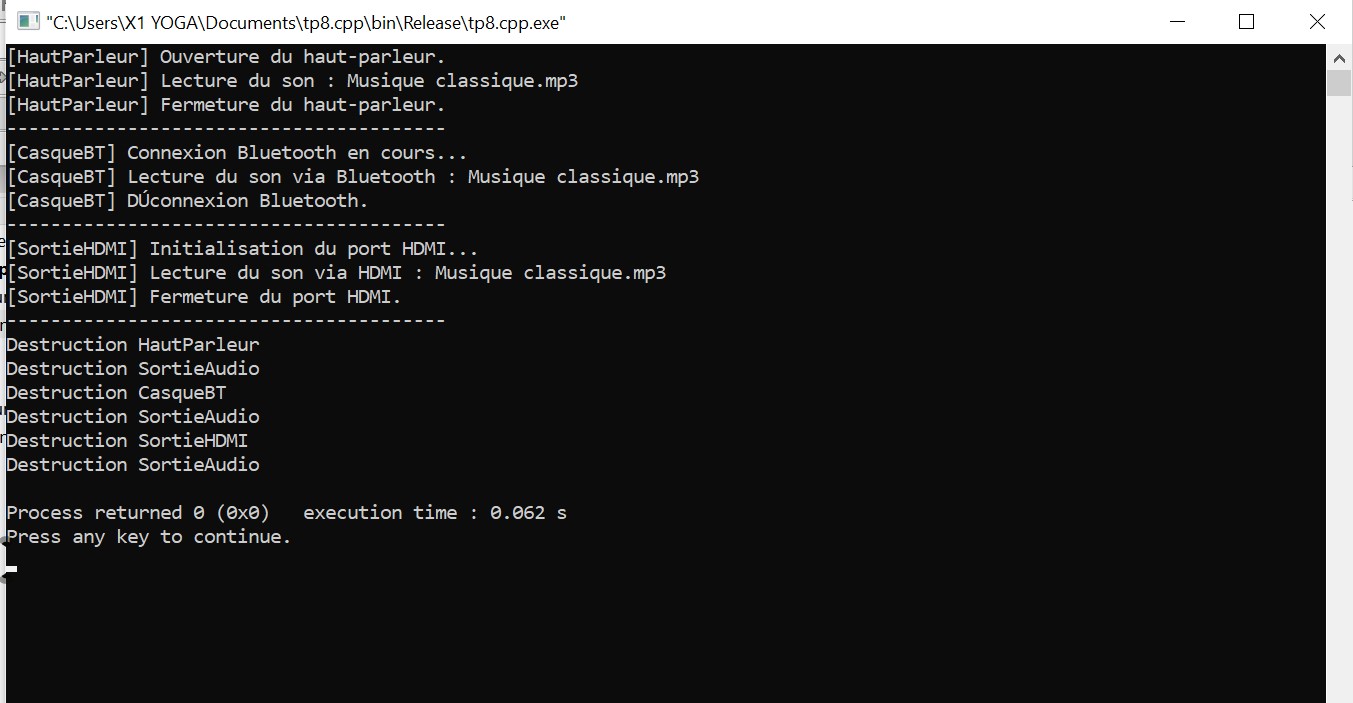 "C:\Users\X1 YOGA\Documents\tp8.cpp\bin\Release\tp8.cpp.exe"
[HautParleur] Ouverture du haut-parleur.
[HautParleur] Lecture du son : Musique classique.mp3
[HautParleur] Fermeture du haut-parleur.
----------------------------------------
[CasqueBT] Connexion Bluetooth en cours...
[CasqueBT] Lecture du son via Bluetooth : Musique classique.mp3
[CasqueBT] DÚconnexion Bluetooth.
----------------------------------------
[SortieHDMI] Initialisation du port HDMI...
[SortieHDMI] Lecture du son via HDMI : Musique classique.mp3
[SortieHDMI] Fermeture du port HDMI.
----------------------------------------
Destruction HautParleur
Destruction SortieAudio
Destruction CasqueBT
Destruction SortieAudio
Destruction SortieHDMI
Destruction SortieAudio
Process returned 0 (0x0)   execution time : 0.062 s
Press any key to continue.